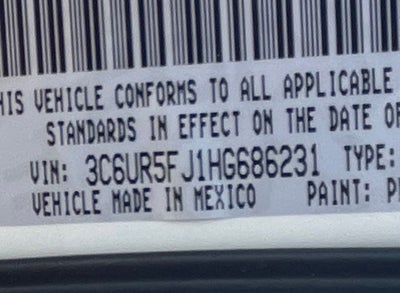 HIS VEHICLE CONFORMS TO ALL APPLICABLE
STANDARDS IN EFFECT ON THE DATE OF
VIN: 3C6UR5FJ1HG686231 TYPE:
VEHICLE MADE IN MEXICO PAINT: P